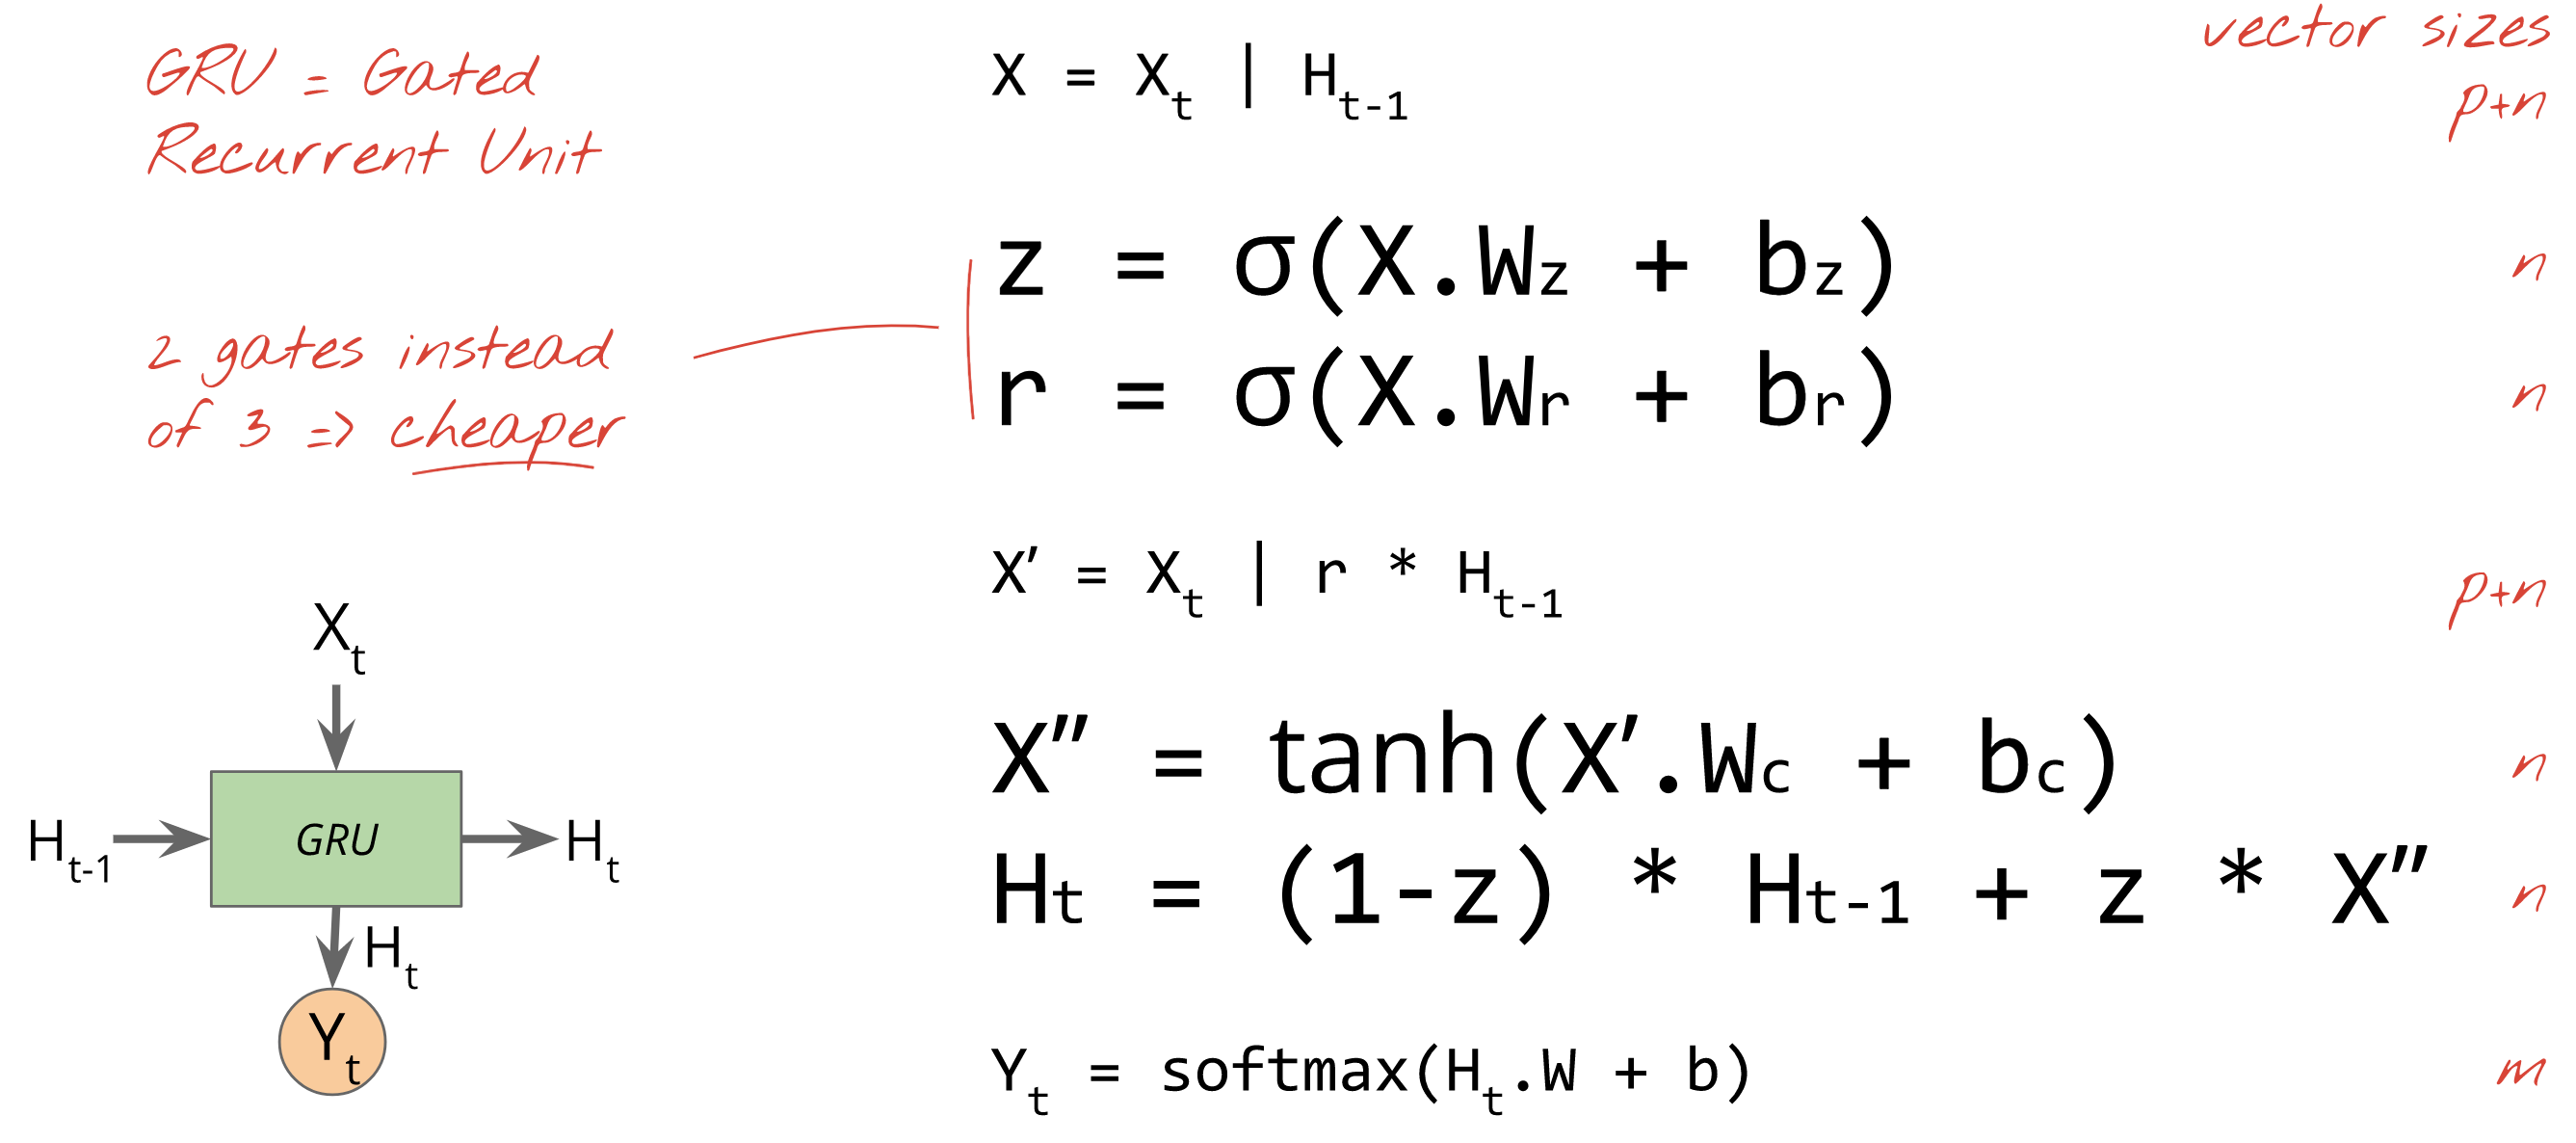 vector sizes
GRU = Gated
Recurrent Unit
X = Xt | Ht-1
p+n
z = σ(X.Wz + bz)
n
2 gates instead
of 3 => cheaper
r = σ(X.Wr + br)
n
X′ = Xt | r * Ht-1
p+n
X″ = tanh(X′.Wc + bc)
n
Ht = (1-z) * Ht-1 + z * X″
n
Yt = softmax(Ht.W + b)
m
Xt
Ht-1
GRU
Ht
Ht
Yt